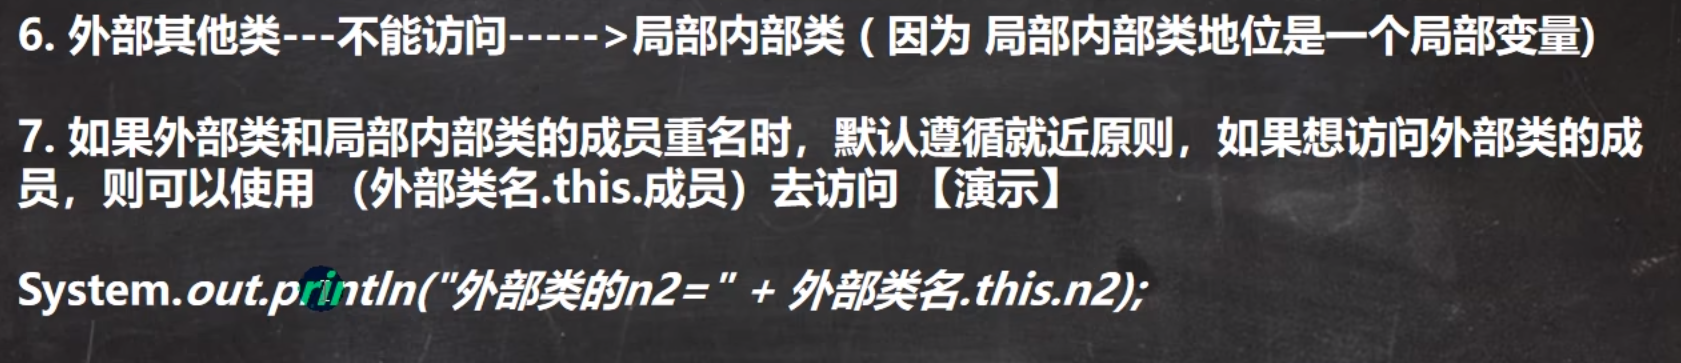 6. 外部其他类---不能访问----->局部内部类 ( 因为 局部内部类地位是一个局部变量)
7. 如果外部类和局部内部类的成员重名时，默认遵循就近原则，如果想访问外部类的成
员，则可以使用 （外部类名.this.成员）去访问 【演示】
System.out.println("外部类的n2=" + 外部类名.this.n2);